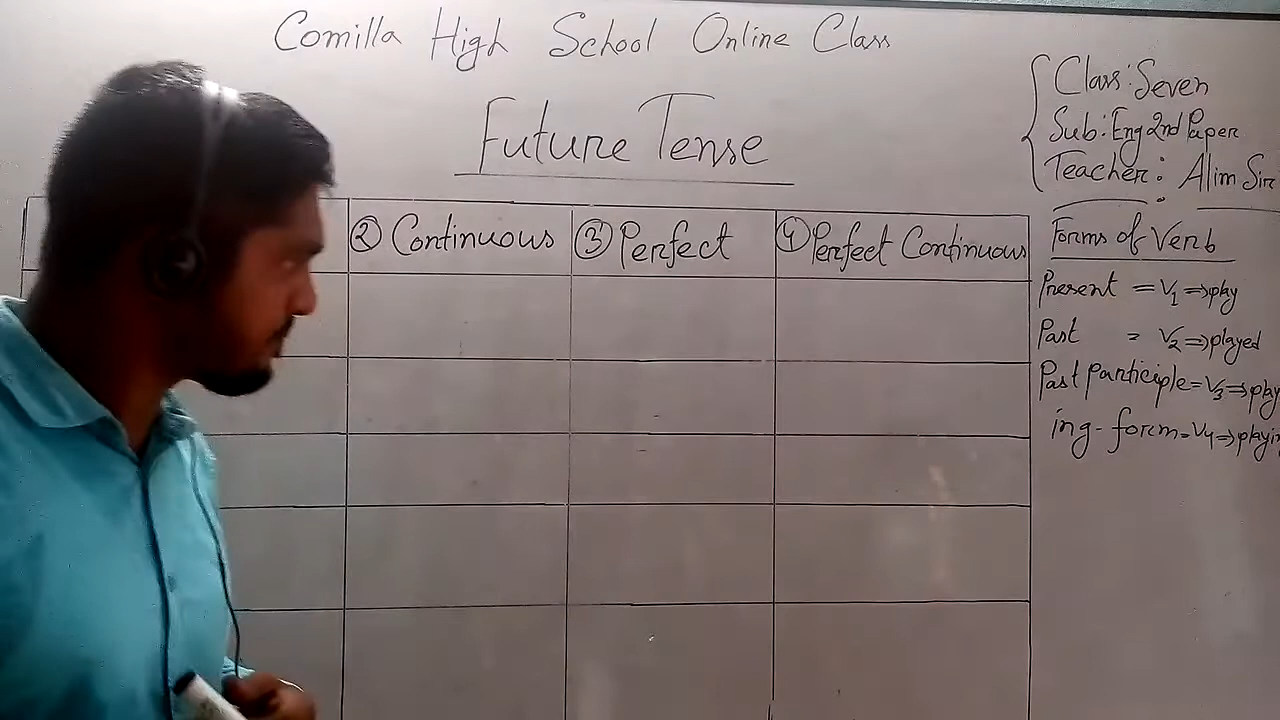 Comilla High School Online Class
Future Tense
② Continuous
③ Perfect
④ Perfect Continuous
Class: Seven
Sub: Eng 2nd Paper
Teacher: Alim Sir
Forms of Verb
Present = V1 ⇒ play
Past = V2 ⇒ played
Past Participle = V3 ⇒ play
ing-form = V4 ⇒ playin